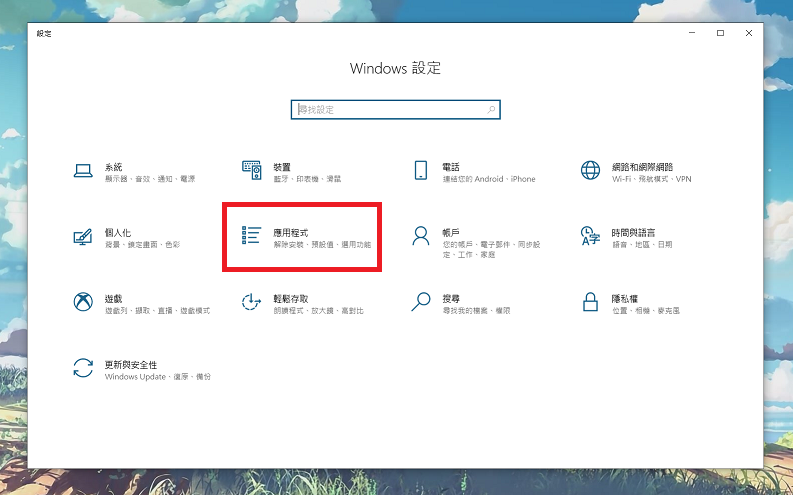 設定
Windows 設定
尋找設定
系統
顯示器、音效、通知、電源
裝置
藍牙、印表機、滑鼠
電話
連結您的 Android、iPhone
網路和網際網路
Wi-Fi、飛航模式、VPN
個人化
背景、鎖定畫面、色彩
應用程式
解除安裝、預設值、選用功能
帳戶
您的帳戶、電子郵件、同步設
定、工作、家庭
時間與語言
語音、地區、日期
遊戲
遊戲列、擷取、直播、遊戲模式
輕鬆存取
朗讀程式、放大鏡、高對比
搜尋
尋找我的檔案、權限
隱私權
位置、相機、麥克風
更新與安全性
Windows Update、復原、備份